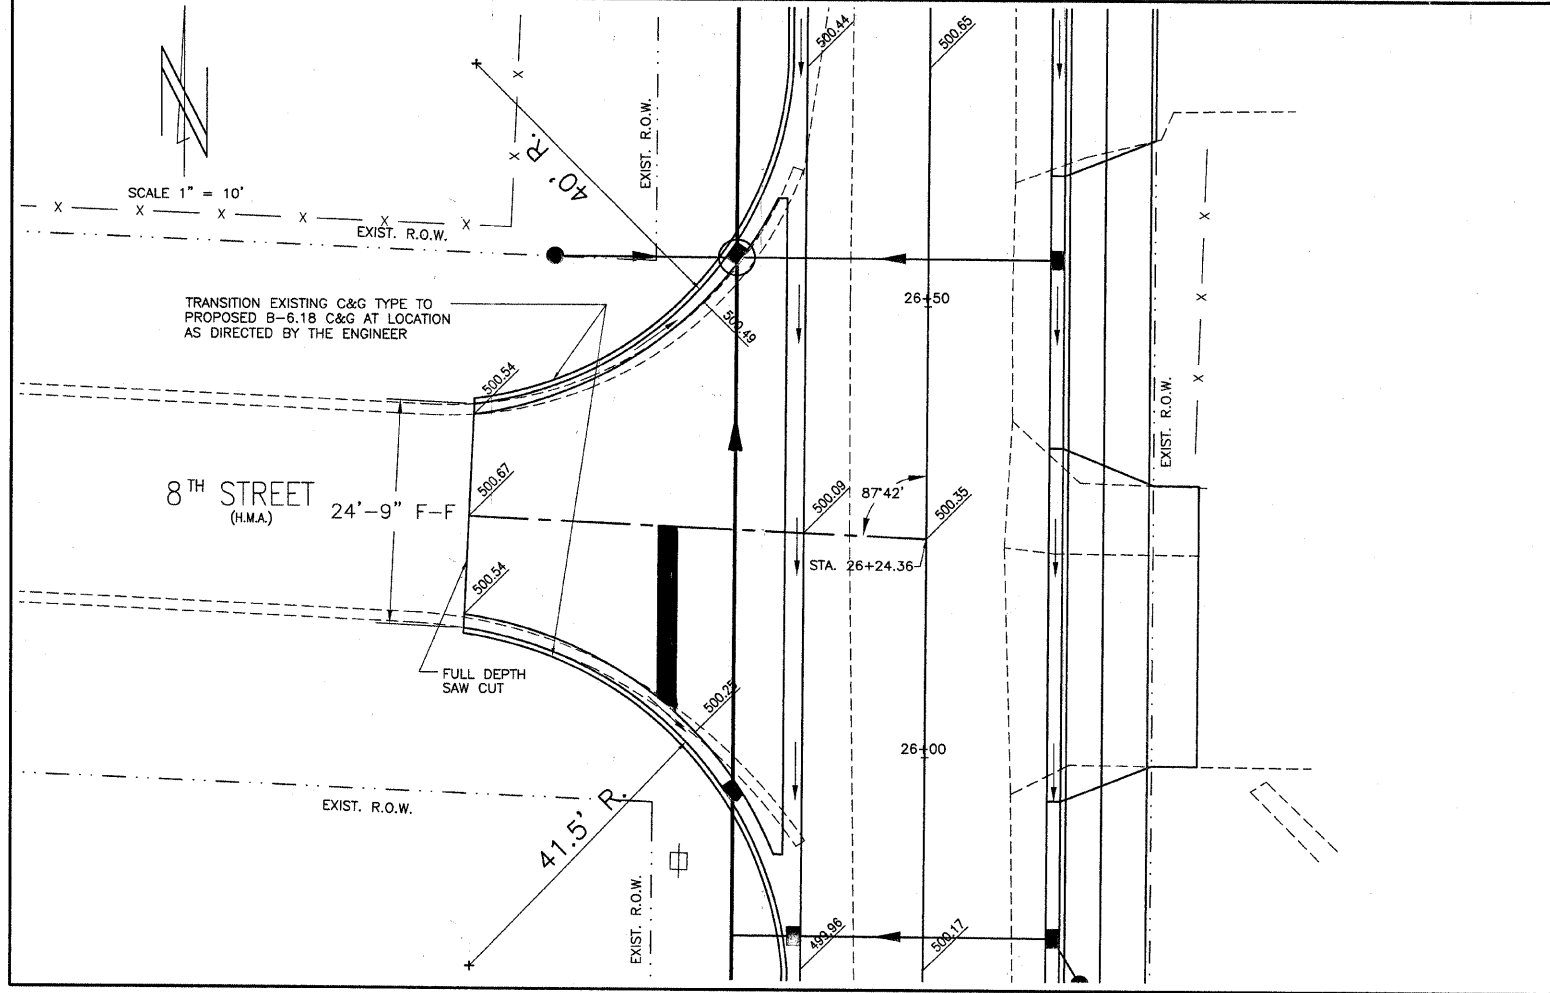 500.44
500.65
40' R.
EXIST. R.O.W.
SCALE 1" = 10'
X X X X X X
X X
EXIST. R.O.W.
X
X
X
TRANSITION EXISTING C&G TYPE TO
PROPOSED B-6.18 C&G AT LOCATION
AS DIRECTED BY THE ENGINEER
26+50
500.49
500.54
EXIST. R.O.W.
8TH STREET
(H.M.A.)
24'-9" F-F
500.67
500.09
87°42'
500.35
STA. 26+24.36
500.54
FULL DEPTH
SAW CUT
500.25
26+00
EXIST. R.O.W.
41.5' R.
EXIST. R.O.W.
499.96
500.17